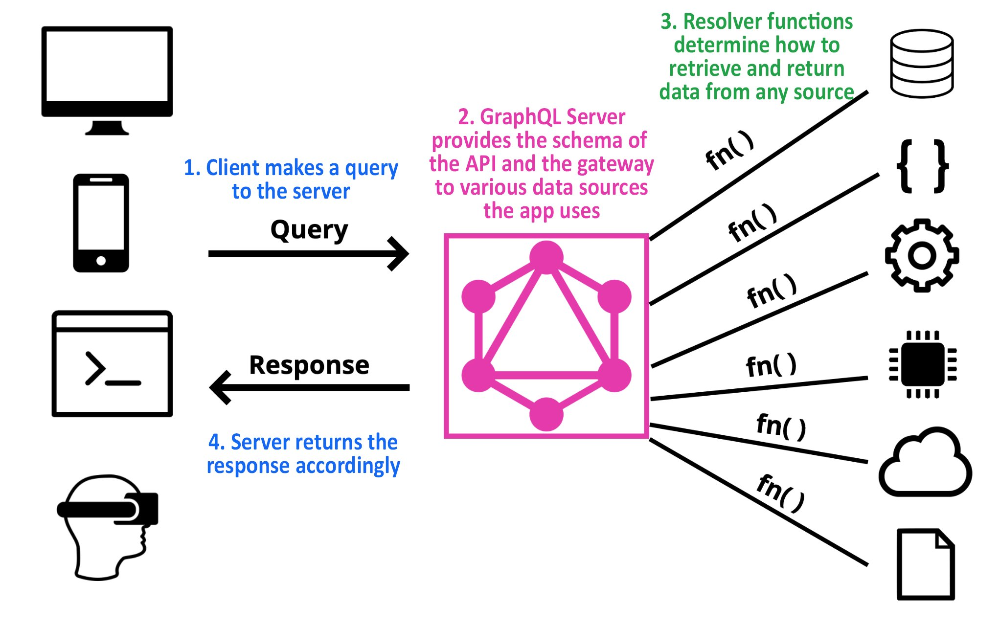 3. Resolver functions
determine how to
retrieve and return
data from any source
2. GraphQL Server
provides the schema of
the API and the gateway
to various data sources
the app uses
1. Client makes a query
to the server
Query
Response
4. Server returns the
response accordingly
fn( )
fn( )
fn( )
fn( )
fn( )
fn( )
{ }
>_